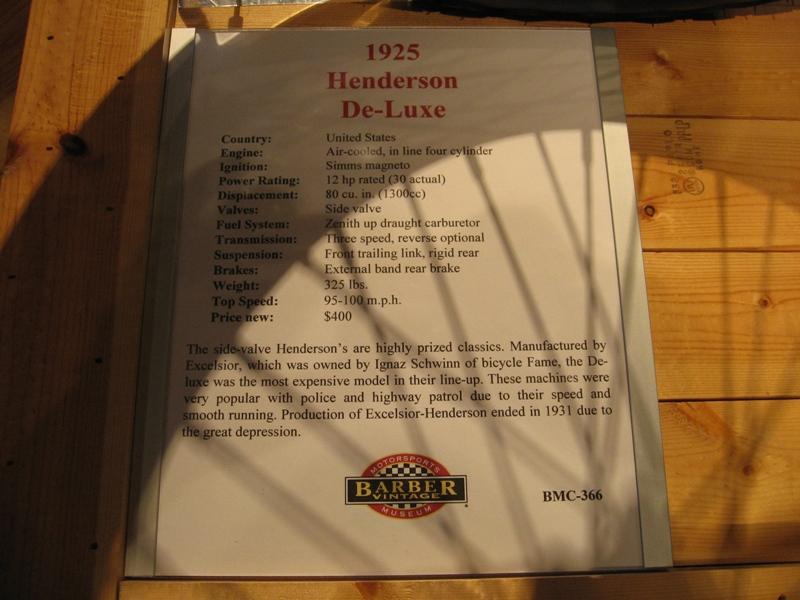 1925
Henderson
De-Luxe
Country: United States
Engine: Air-cooled, in line four cylinder
Ignition: Simms magneto
Power Rating: 12 hp rated (30 actual)
Dispiacement: 80 cu. in. (1300cc)
Valves: Side valve
Fuel System: Zenith up draught carburetor
Transmission: Three speed, reverse optional
Suspension: Front trailing link, rigid rear
Brakes: External band rear brake
Weight: 325 lbs.
Top Speed: 95-100 m.p.h.
Price new: $400
The side-valve Henderson's are highly prized classics. Manufactured by
Excelsior, which was owned by Ignaz Schwinn of bicycle Fame, the De-
luxe was the most expensive model in their line-up. These machines were
very popular with police and highway patrol due to their speed and
smooth running. Production of Excelsior-Henderson ended in 1931 due to
the great depression.
MOTORSPORTS
BARBER
VINTAGE
MUSEUM
BMC-366